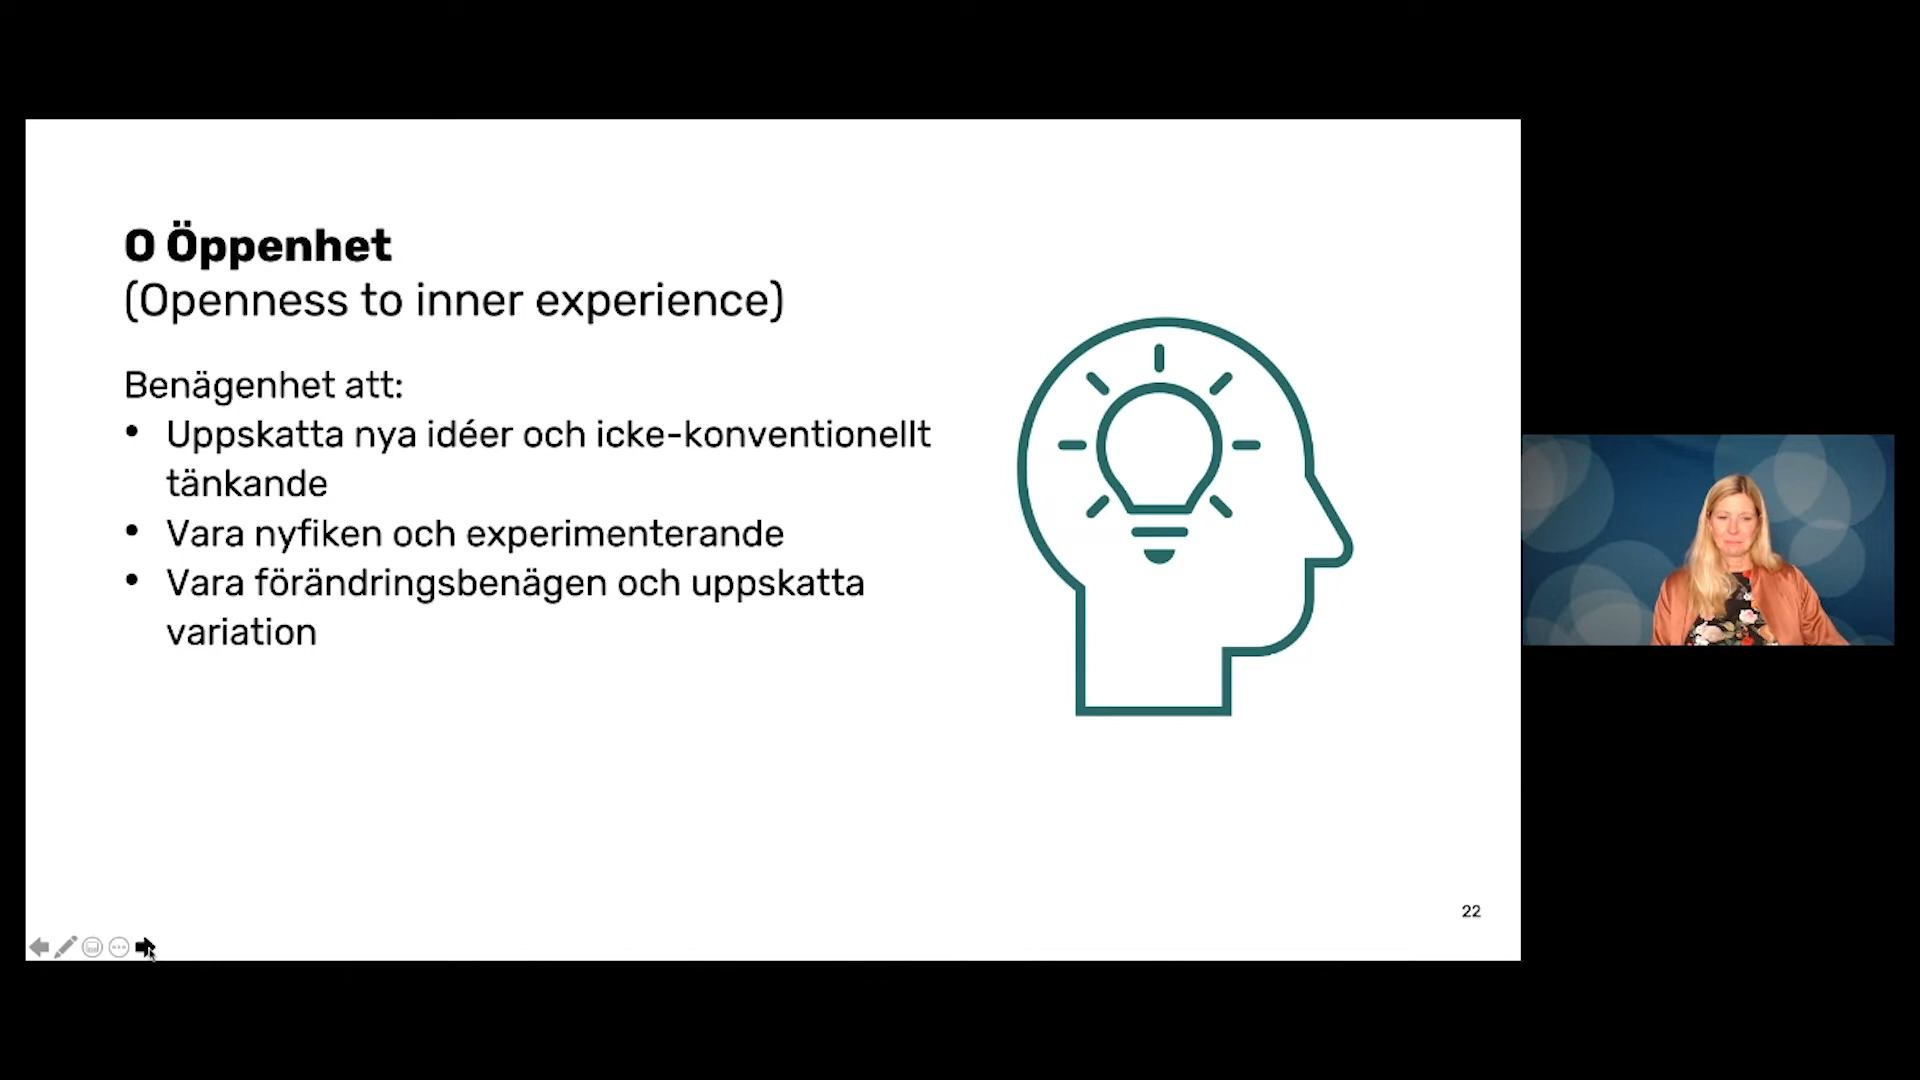 O Öppenhet
(Openness to inner experience)
Benägenhet att:
• Uppskatta nya idéer och icke-konventionellt
tänkande
• Vara nyfiken och experimenterande
• Vara förändringsbenägen och uppskatta
variation
22